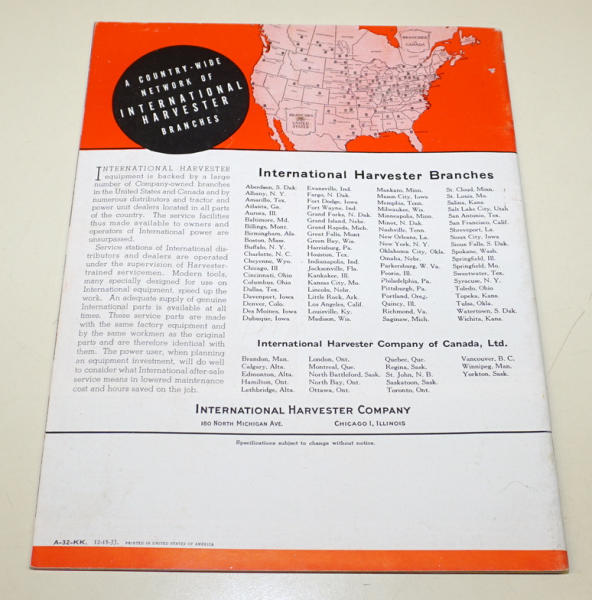 A COUNTRY-WIDE
NETWORK OF
INTERNATIONAL
HARVESTER
BRANCHES
BRANCHES
in
CANADA
BRANCHES
in
UNITED
STATES
INTERNATIONAL HARVESTER
equipment is backed by a large
number of Company-owned branches
in the United States and Canada and by
numerous distributors and tractor and
power unit dealers located in all parts
of the country. The service facilities
thus made available to owners and
operators of International power are
unsurpassed.
Service stations of International dis-
tributors and dealers are operated
under the supervision of Harvester-
trained servicemen. Modern tools,
many specially designed for use on
International equipment, speed up the
work. An adequate supply of genuine
International parts is available at all
times. These service parts are made
with the same factory equipment and
by the same workmen as the original
parts and are therefore identical with
them. The power user, when planning
an equipment investment, will do well
to consider what International after-sale
service means in lowered maintenance
cost and hours saved on the job.
International Harvester Branches
Aberdeen, S. Dak.
Albany, N. Y.
Amarillo, Tex.
Atlanta, Ga.
Aurora, Ill.
Baltimore, Md.
Billings, Mont.
Birmingham, Ala.
Boston, Mass.
Buffalo, N. Y.
Charlotte, N. C.
Cheyenne, Wyo.
Chicago, Ill
Cincinnati, Ohio
Columbus, Ohio
Dallas, Tex.
Davenport, Iowa
Denver, Colo.
Des Moines, Iowa
Dubuque, Iowa
Evansville, Ind.
Fargo, N. Dak.
Fort Dodge, Iowa
Fort Wayne, Ind.
Grand Forks, N. Dak.
Grand Island, Nebr.
Grand Rapids, Mich.
Great Falls, Mont
Green Bay, Wis.
Harrisburg, Pa.
Houston, Tex.
Indianapolis, Ind.
Jacksonville, Fla.
Kankakee, Ill.
Kansas City, Mo.
Lincoln, Nebr.
Little Rock, Ark.
Los Angeles, Calif.
Louisville, Ky.
Madison, Wis.
Mankato, Minn.
Mason City, Iowa
Memphis, Tenn.
Milwaukee, Wis.
Minneapolis, Minn.
Minot, N. Dak.
Nashville, Tenn.
New Orleans, La.
New York, N. Y.
Oklahoma City, Okla.
Omaha, Nebr.
Parkersburg, W. Va.
Peoria, Ill.
Philadelphia, Pa.
Pittsburgh, Pa.
Portland, Oreg.
Quincy, Ill.
Richmond, Va.
Saginaw, Mich.
St. Cloud, Minn.
St. Louis, Mo.
Salina, Kans.
Salt Lake City, Utah
San Antonio, Tex.
San Francisco, Calif.
Shreveport, La.
Sioux City, Iowa
Sioux Falls, S. Dak.
Spokane, Wash.
Springfield, Ill.
Springfield, Mo.
Sweetwater, Tex.
Syracuse, N. Y.
Toledo, Ohio
Topeka, Kans.
Tulsa, Okla.
Watertown, S. Dak.
Wichita, Kans.
International Harvester Company of Canada, Ltd.
Brandon, Man.
Calgary, Alta.
Edmonton, Alta.
Hamilton, Ont.
Lethbridge, Alta.
London, Ont.
Montreal, Que.
North Battleford, Sask.
North Bay, Ont.
Ottawa, Ont.
Quebec, Que.
Regina, Sask.
St. John, N. B.
Saskatoon, Sask.
Toronto, Ont.
Vancouver, B. C.
Winnipeg, Man.
Yorkton, Sask.
INTERNATIONAL HARVESTER COMPANY
180 NORTH MICHIGAN AVE. CHICAGO 1, ILLINOIS
Specifications subject to change without notice.
A-32-KK. PRINTED IN UNITED STATES OF AMERICA